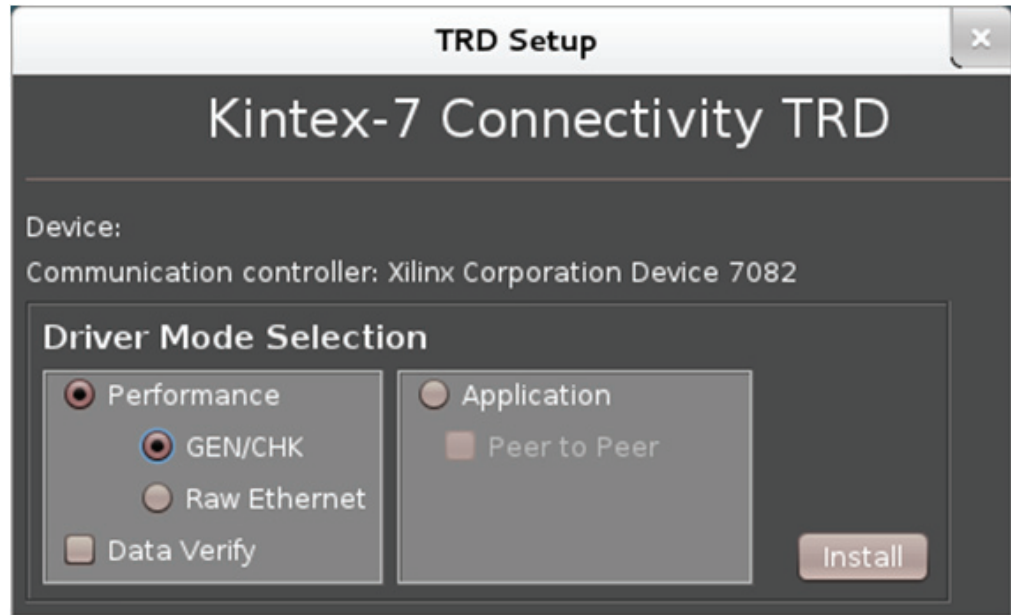 TRD Setup
Kintex-7 Connectivity TRD
Device:
Communication controller: Xilinx Corporation Device 7082
Driver Mode Selection
Performance
GEN/CHK
Raw Ethernet
Data Verify
Application
Peer to Peer
Install